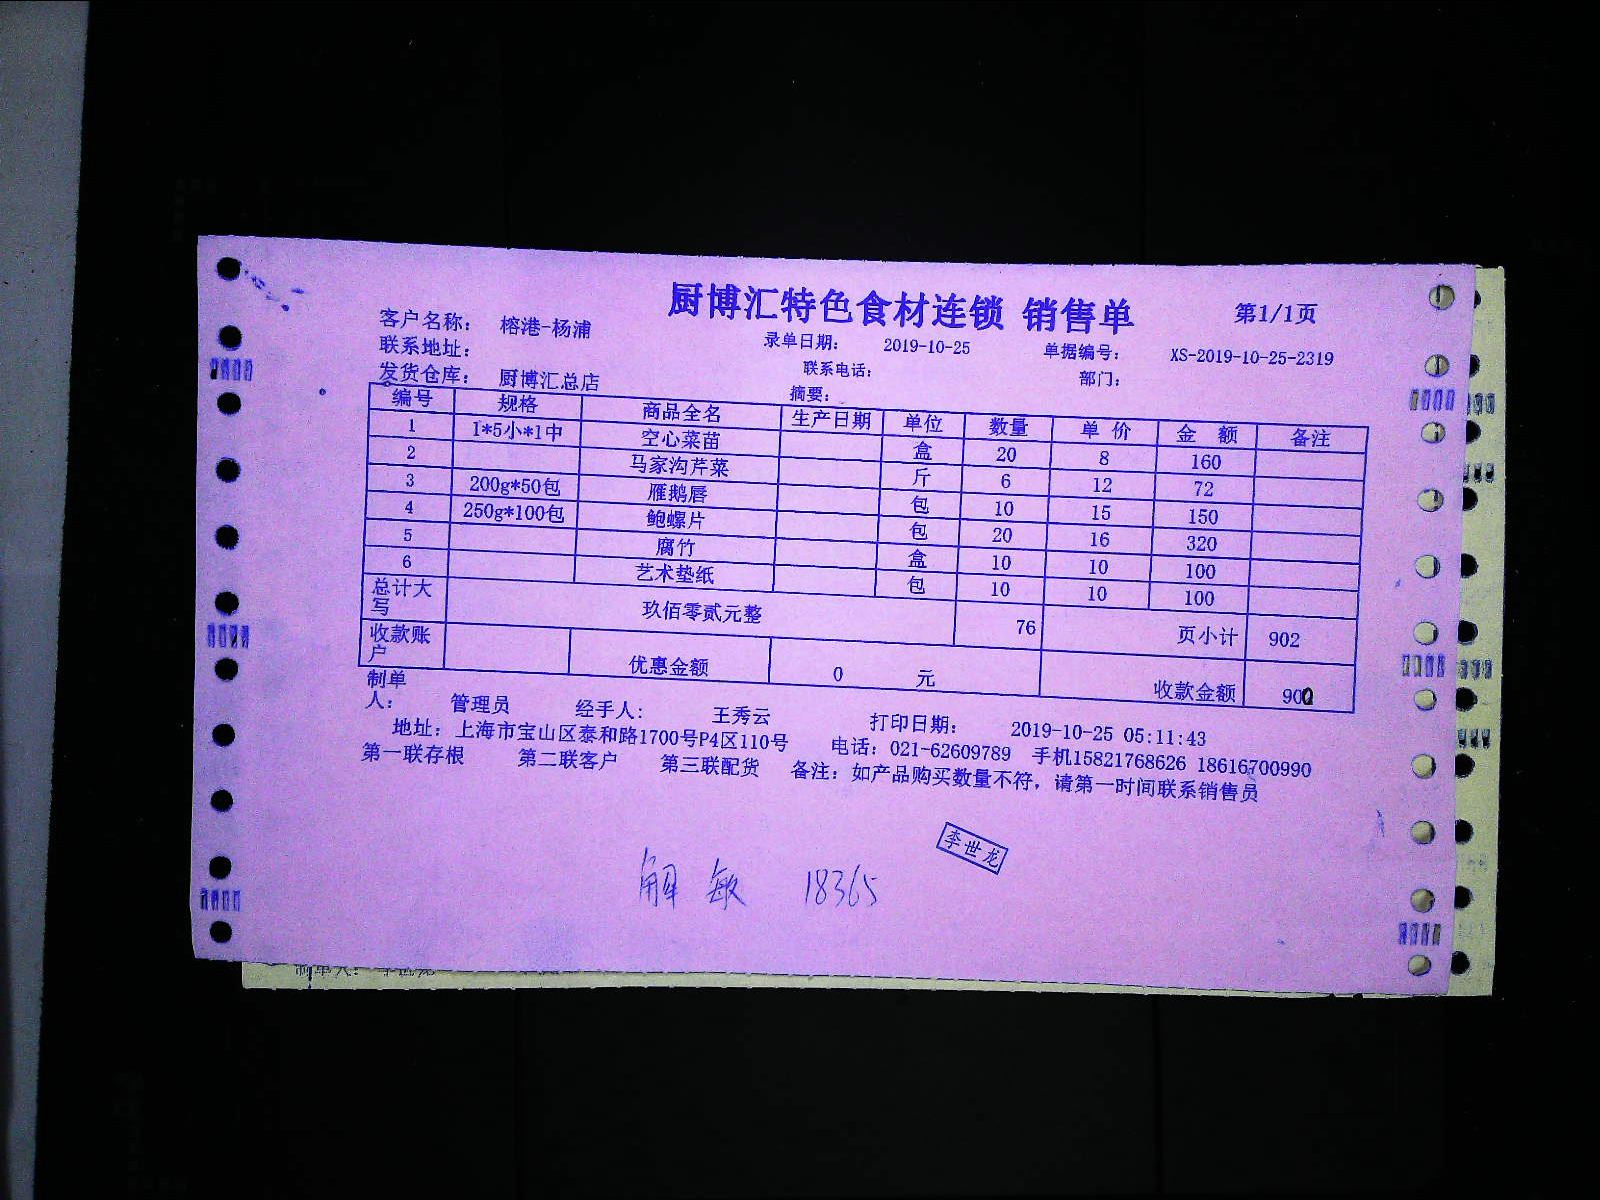 厨博汇特色食材连锁 销售单 第1/1页
客户名称： 榕港-杨浦 录单日期： 2019-10-25 单据编号： XS-2019-10-25-2319
联系地址： 联系电话： 部门：
发货仓库： 厨博汇总店 摘要：
编号 规格 商品全名 生产日期 单位 数量 单 价 金 额 备注
1 1*5小*1中 空心菜苗 盒 20 8 160
2 马家沟芹菜 斤 6 12 72
3 200g*50包 雁鹅唇 包 10 15 150
4 250g*100包 鲍螺片 包 20 16 320
5 腐竹 盒 10 10 100
6 艺术垫纸 包 10 10 100
总计大写 玖佰零贰元整 76 页小计 902
收款账户 优惠金额 0 元 收款金额 900
制单人： 管理员 经手人： 王秀云 打印日期： 2019-10-25 05:11:43
地址：上海市宝山区泰和路1700号P4区110号 电话：021-62609789 手机15821768626 18616700990
第一联存根 第二联客户 第三联配货 备注：如产品购买数量不符，请第一时间联系销售员
李世龙
解敏 18365
制单人：李世龙